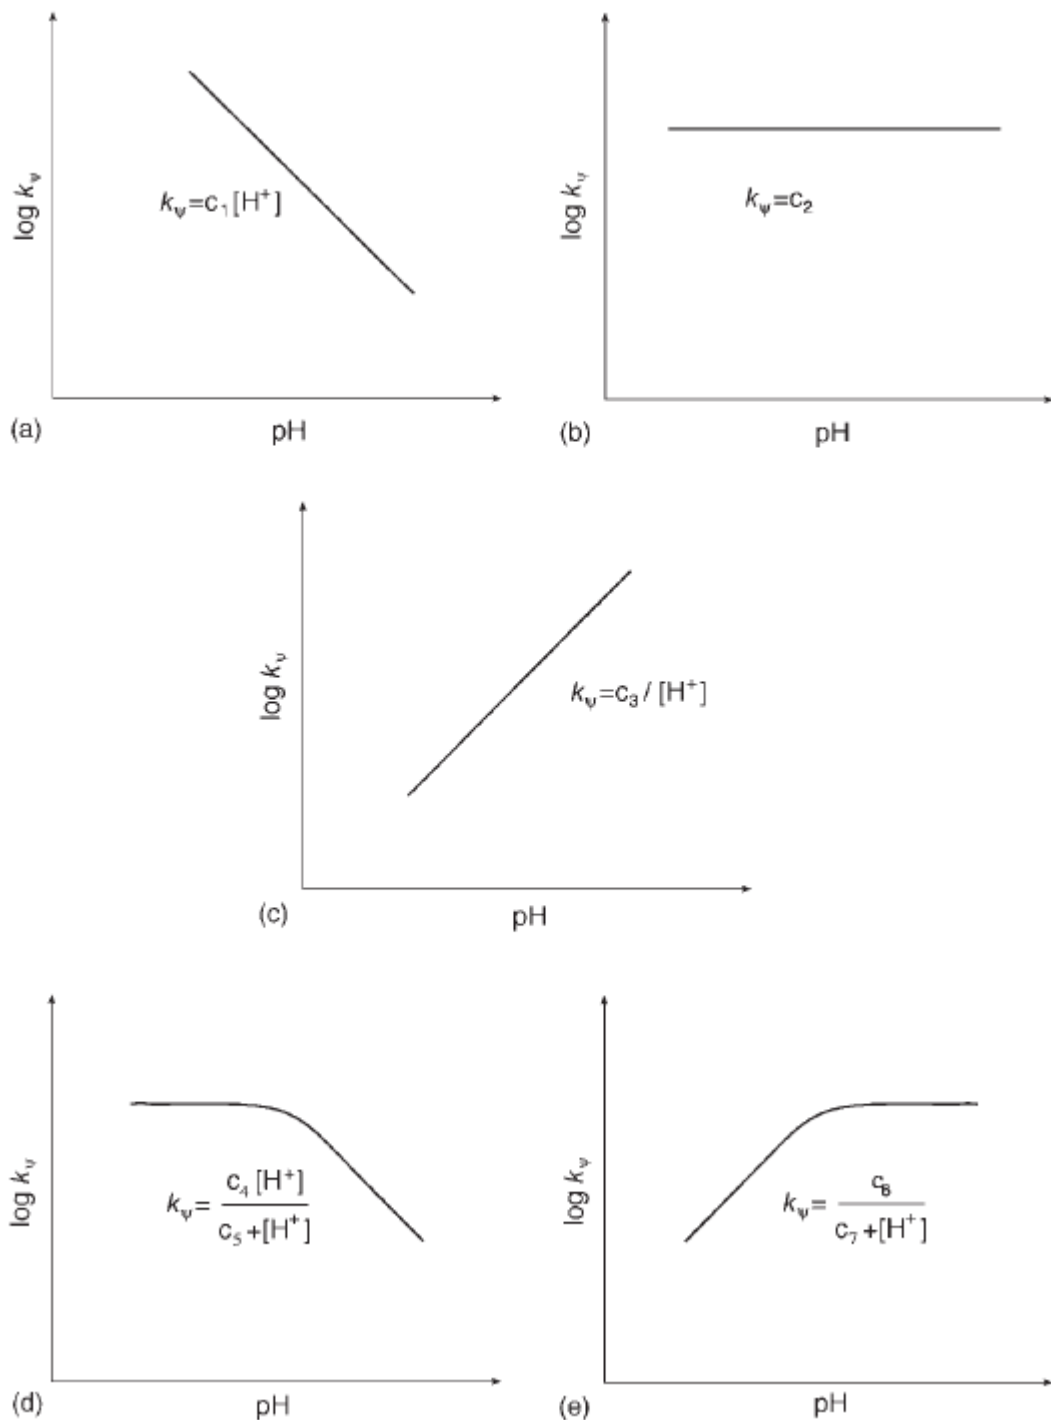 log kψ
kψ=c1[H+]
(a)
pH
log kψ
kψ=c2
(b)
pH
log kψ
kψ=c3/[H+]
(c)
pH
log kψ
kψ= c4[H+]
c5+[H+]
(d)
pH
log kψ
kψ= c6
c7+[H+]
(e)
pH